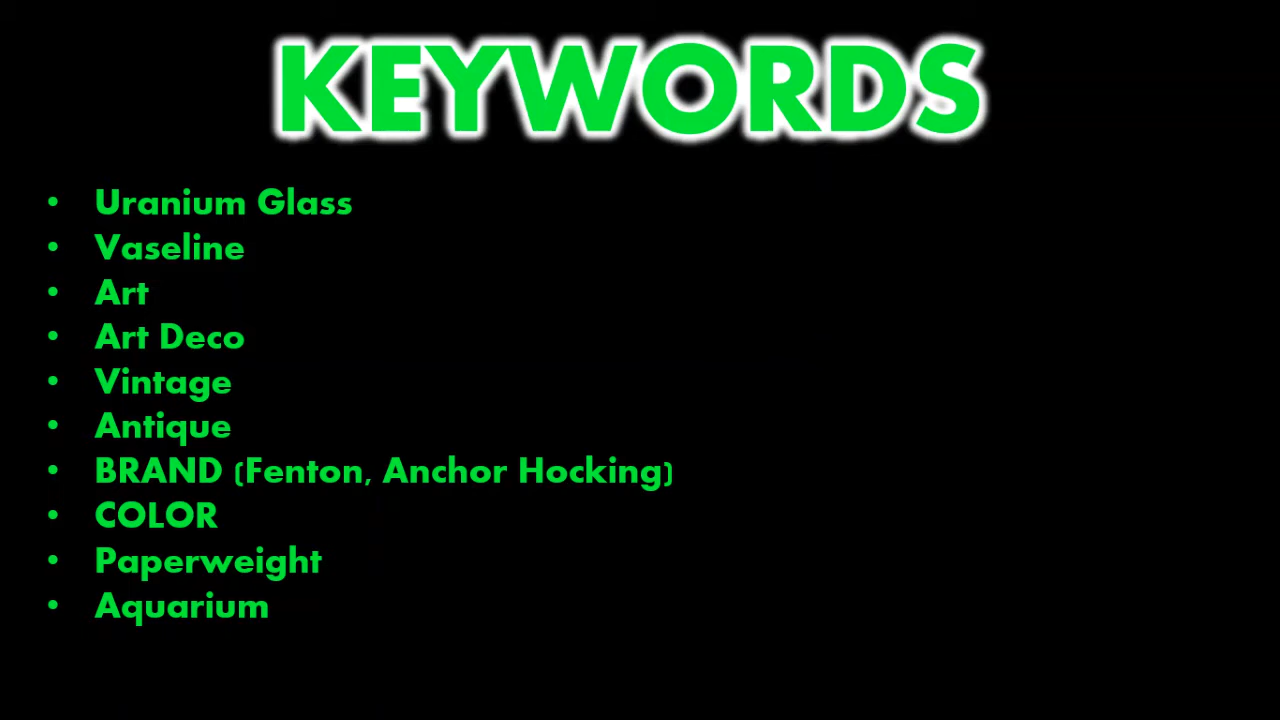 KEYWORDS
• Uranium Glass
• Vaseline
• Art
• Art Deco
• Vintage
• Antique
• BRAND (Fenton, Anchor Hocking)
• COLOR
• Paperweight
• Aquarium